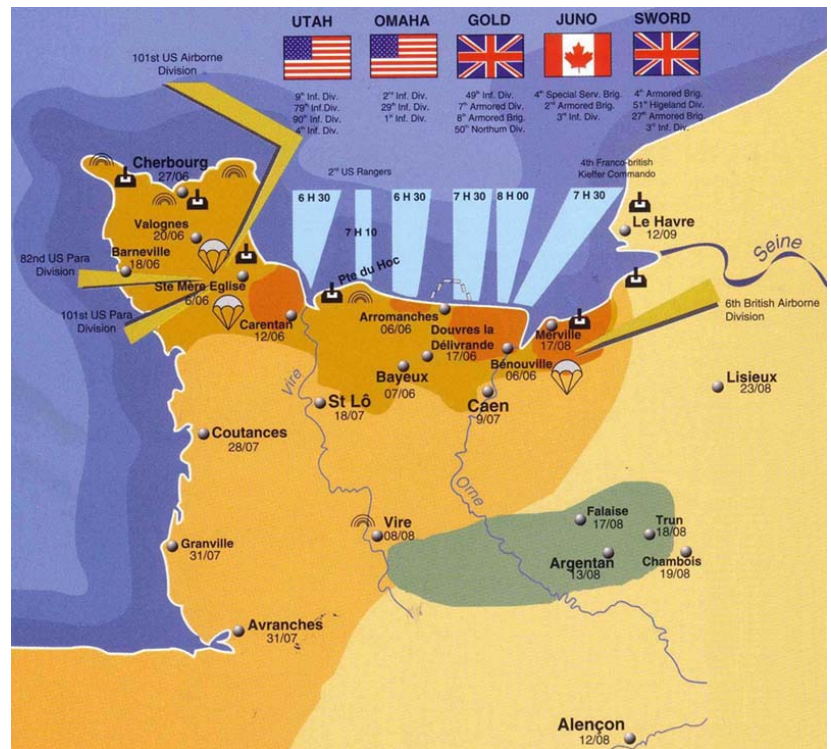 UTAH
OMAHA
GOLD
JUNO
SWORD
101st US Airborne
Division
9th Inf. Div.
79th Inf. Div.
90th Inf. Div.
4th Inf. Div.
2nd Inf. Div.
29th Inf. Div.
1st Inf. Div.
49th Inf. Div.
7th Armored Div.
8th Armored Brig.
50th Northum Div.
4th Special Serv. Brig.
2nd Armored Brig.
3rd Inf. Div.
4th Armored Brig.
51st Higeland Div.
27th Armored Brig.
3rd Inf. Div.
2nd US Rangers
4th Franco-british
Kieffer Commando
Cherbourg
27/06
6 H 30
7 H 10
6 H 30
7 H 30
8 H 00
7 H 30
Valognes
20/06
Le Havre
12/09
Seine
Barneville
18/06
82nd US Para
Division
Ste Mère Eglise
6/06
Pte du Hoc
101st US Para
Division
6th British Airborne
Division
Carentan
12/06
Arromanches
06/06
Douvres la
Délivrande
17/06
Merville
17/08
Bénouville
06/06
Vire
Bayeux
07/06
Caen
9/07
Lisieux
23/08
St Lô
18/07
Coutances
28/07
Orne
Vire
08/08
Falaise
17/08
Trun
18/08
Granville
31/07
Argentan
13/08
Chambois
19/08
Avranches
31/07
Alençon
12/08